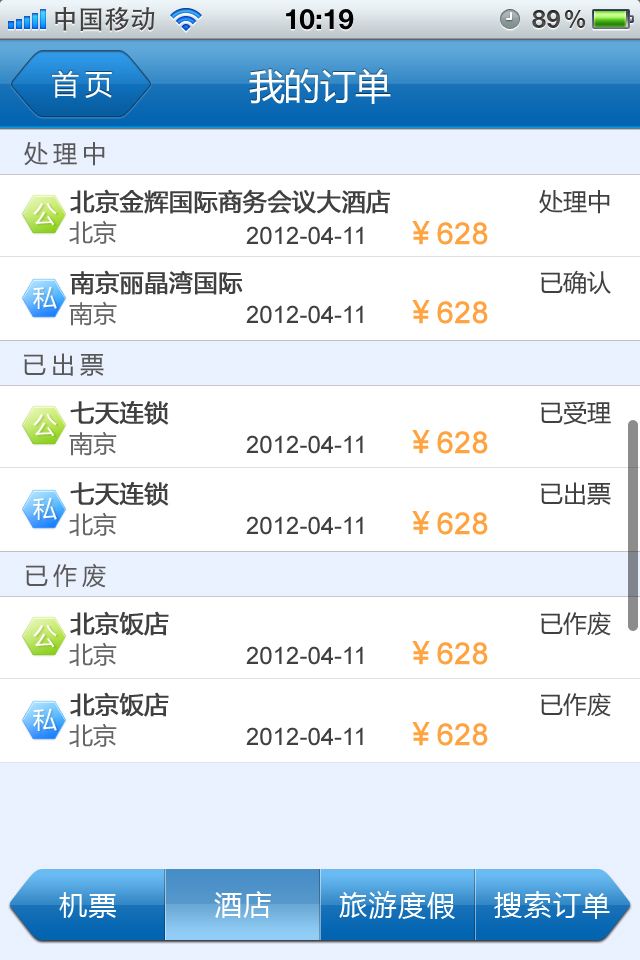 中国移动 10:19 89%
首页 我的订单
处理中
公 北京金辉国际商务会议大酒店 处理中
北京 2012-04-11 ¥628
私 南京丽晶湾国际 已确认
南京 2012-04-11 ¥628
已出票
公 七天连锁 已受理
南京 2012-04-11 ¥628
私 七天连锁 已出票
北京 2012-04-11 ¥628
已作废
公 北京饭店 已作废
北京 2012-04-11 ¥628
私 北京饭店 已作废
北京 2012-04-11 ¥628
机票 酒店 旅游度假 搜索订单